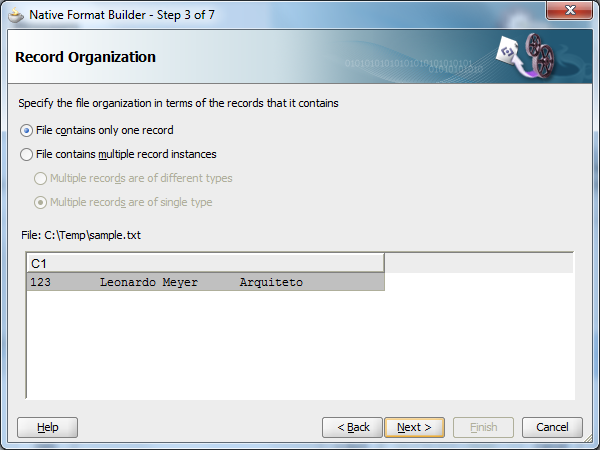 Native Format Builder - Step 3 of 7
Record Organization
01010101010101010101010101
010101010101
Specify the file organization in terms of the records that it contains
File contains only one record
File contains multiple record instances
Multiple records are of different types
Multiple records are of single type
File: C:\Temp\sample.txt
C1
123 Leonardo Meyer Arquiteto
Help
< Back
Next >
Finish
Cancel